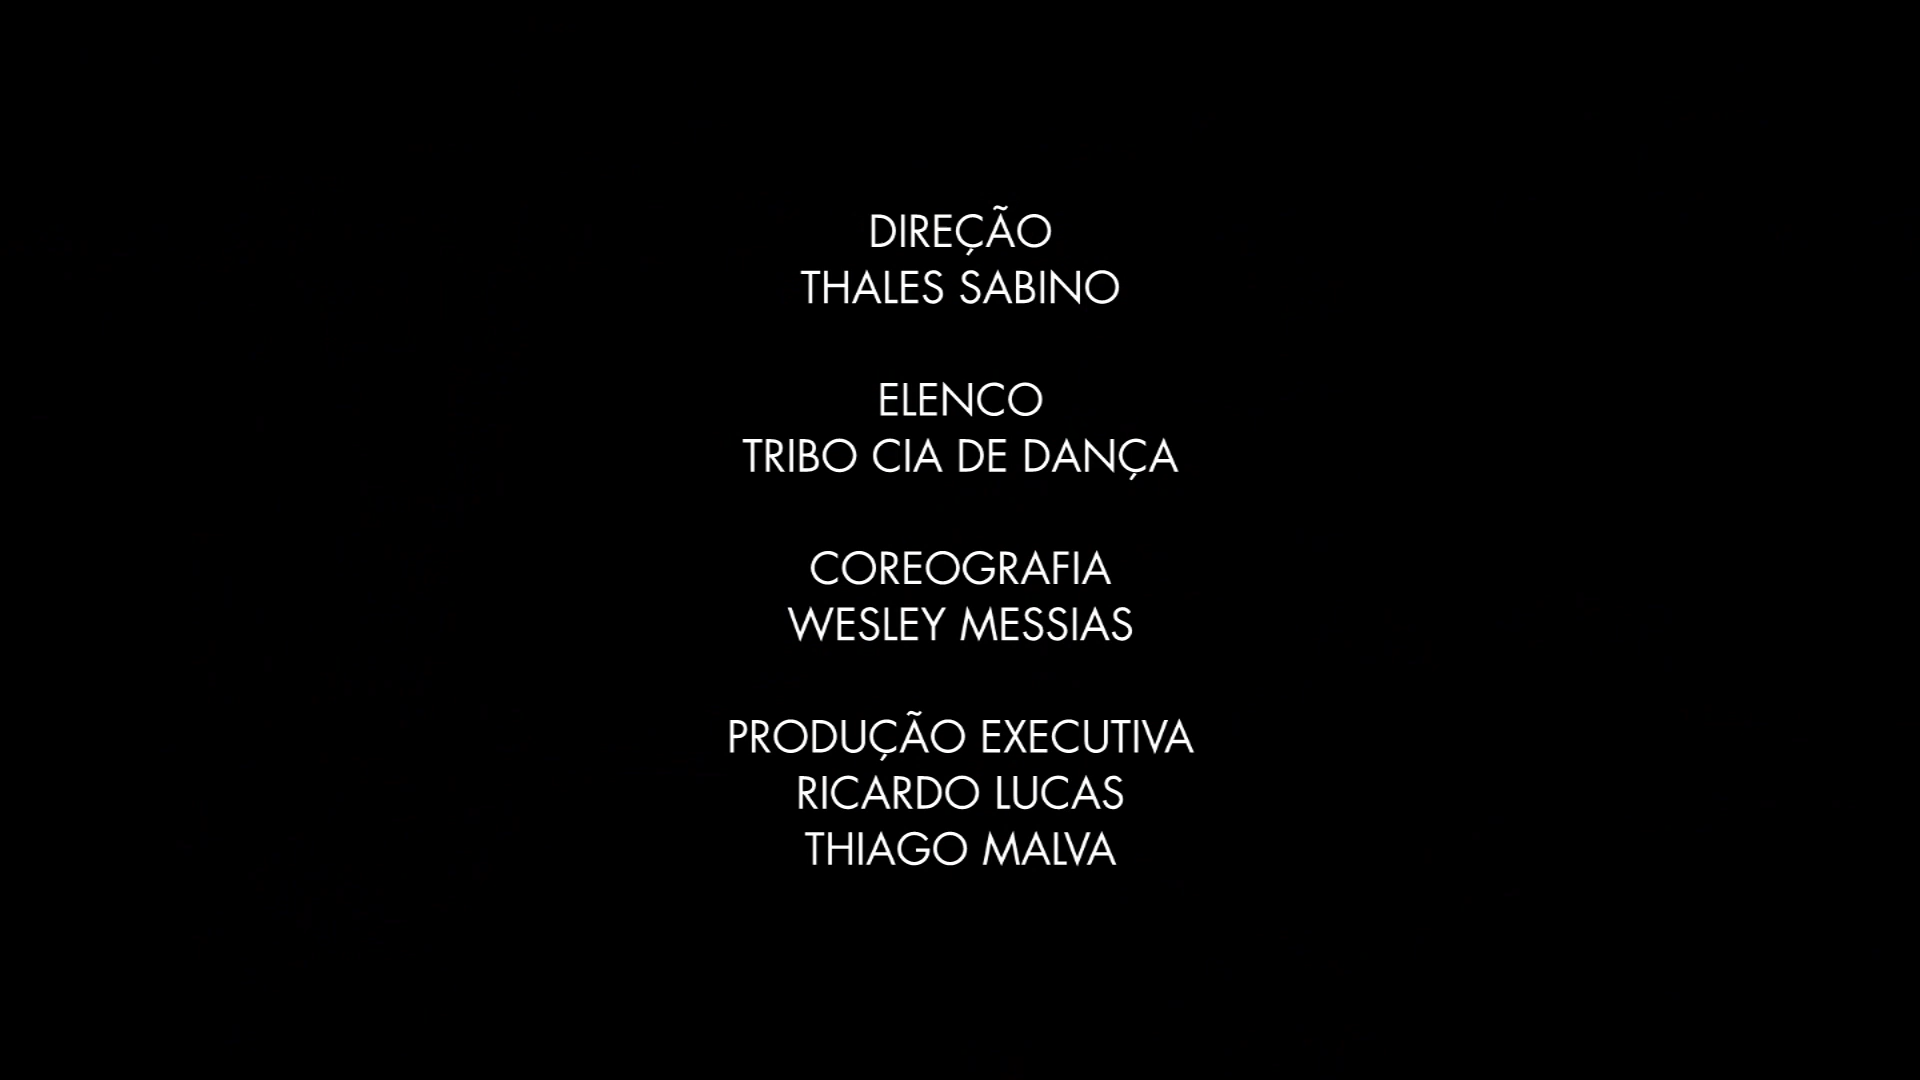 DIREÇÃO
THALES SABINO
ELENCO
TRIBO CIA DE DANÇA
COREOGRAFIA
WESLEY MESSIAS
PRODUÇÃO EXECUTIVA
RICARDO LUCAS
THIAGO MALVA